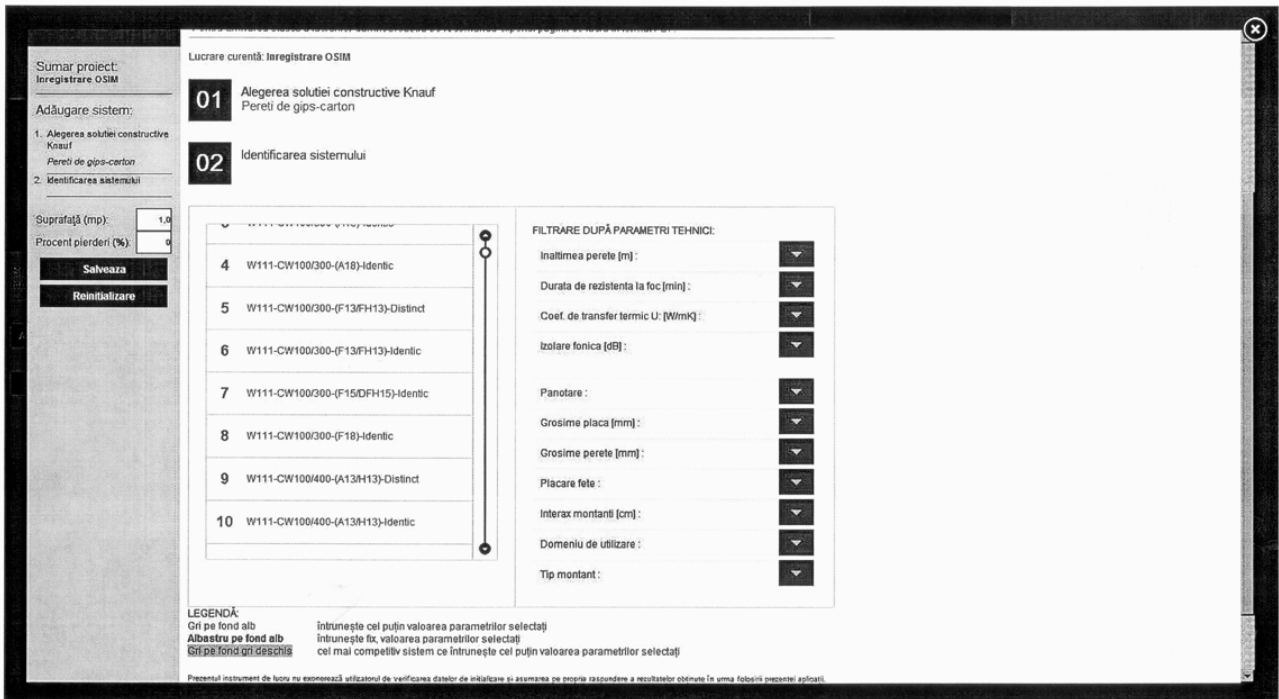 Sumar proiect:
Inregistrare OSIM
Adăugare sistem:
1. Alegerea solutiei constructive
Knauf
Pereti de gips-carton
2. Identificarea sistemului
Suprafață (mp): 1,0
Procent pierderi (%): 0
Salveaza
Reinitializare
Lucrare curentă: Inregistrare OSIM
01 Alegerea solutiei constructive Knauf
Pereti de gips-carton
02 Identificarea sistemului
4 W111-CW100/300-(A18)-Identic
5 W111-CW100/300-(F13/FH13)-Distinct
6 W111-CW100/300-(F13/FH13)-Identic
7 W111-CW100/300-(F15/DFH15)-Identic
8 W111-CW100/300-(F18)-Identic
9 W111-CW100/400-(A13/H13)-Distinct
10 W111-CW100/400-(A13/H13)-Identic
FILTRARE DUPĂ PARAMETRI TEHNICI:
Inaltimea perete [m] :
Durata de rezistenta la foc [min] :
Coef. de transfer termic U: [W/mK] :
Izolare fonica [dB] :
Panotare :
Grosime placa [mm] :
Grosime perete [mm] :
Placare fete :
Interax montanti [cm] :
Domeniu de utilizare :
Tip montant :
LEGENDĂ:
Gri pe fond alb întrunește cel puțin valoarea parametrilor selectați
Albastru pe fond alb întrunește fix, valoarea parametrilor selectați
Gri pe fond gri deschis cel mai competitiv sistem ce întrunește cel puțin valoarea parametrilor selectați
Prezentul instrument de lucru nu exonerează utilizatorul de verificarea datelor de initializare și asumarea pe propria raspundere a rezultatelor obținute în urma folosirii prezentei aplicatii.